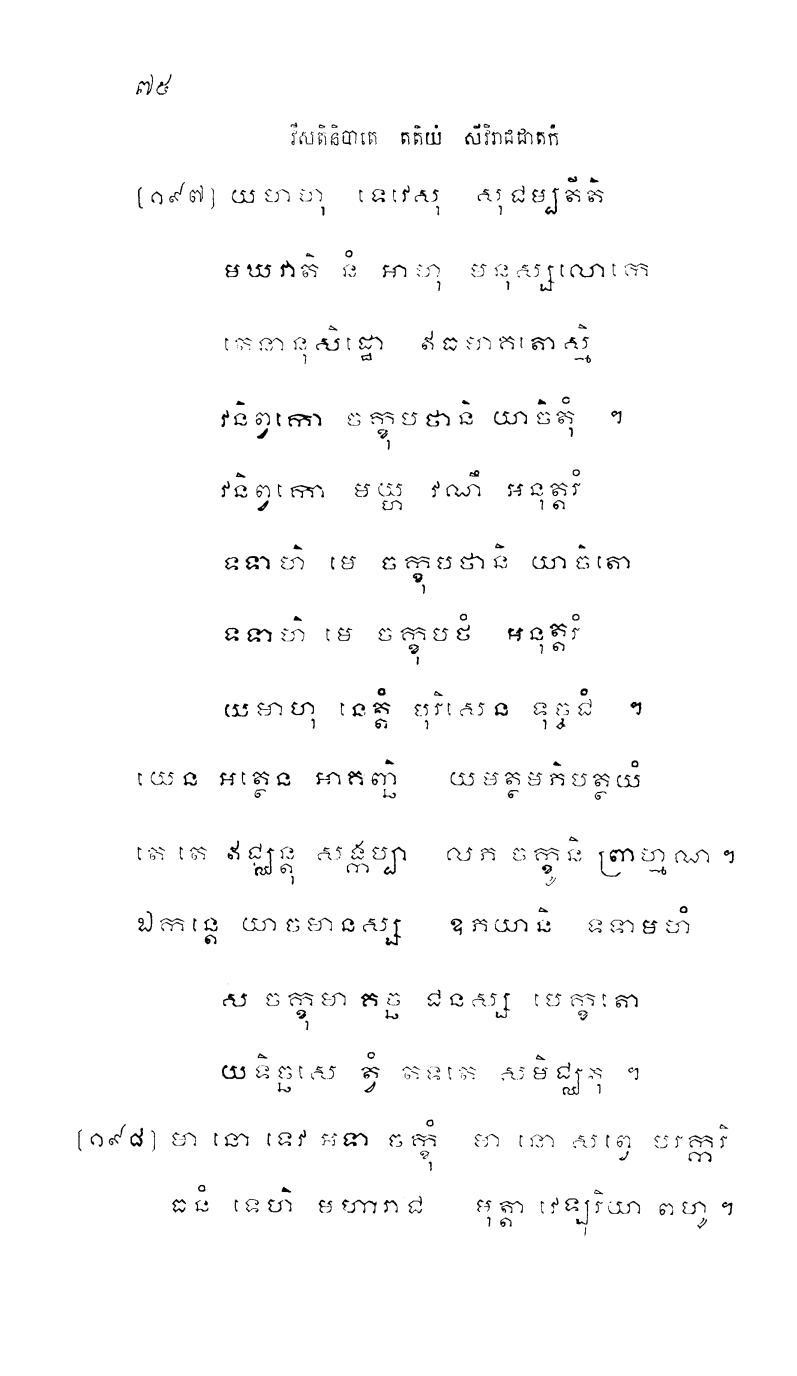 ៧៥
វីសតិនិបាតេ តតិយំ សីវិរាជជាតកំ
(១៩៧) យមាហុ ទេវេសុ សុជម្បតីតិ
មឃវាតិ នំ អាហុ មនុស្សលោកេ
តេនានុសិដ្ឋោ ឥធមាគតោស្មិ
វនិព្វកោ ចក្ខុបថានិ យាចិតុំ ។
វនិព្វកោ មយ្ហ វណឹ អនុត្តរំ
ទទាហិ មេ ចក្ខុបថានិ យាចិតោ
ទទាហិ មេ ចក្ខុបថំ អនុត្តរំ
យមាហុ នេត្តំ បុរិសេន ទុច្ចជំ ។
យេន អត្ថេន អាគញ្ឆិ យមត្ថមភិបត្ថយំ
តេ តេ ឥជ្ឈន្តុ សង្កប្បា លភ ចក្ខូនិ ព្រាហ្មណ ។
ឯកន្តេ យាចមានស្ស ឧភយានិ ទទាមហំ
ស ចក្ខុមា គច្ឆ ជនស្ស បេក្ខតោ
យទិច្ឆសេ ត្វំ តទតេ សមិជ្ឈតុ ។
(១៩៨) មា នោ ទេវ អទា ចក្ខុំ មា នោ សព្វេ បរក្ករិ
ធនំ ទេហិ មហារាជ មុត្តា វេឡុរិយា ពហូ ។